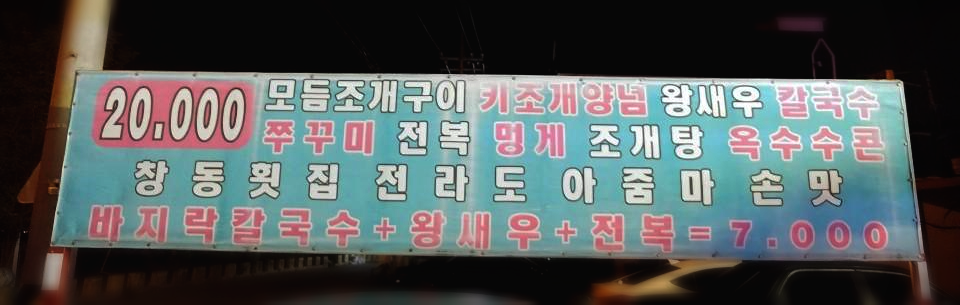 20.000 모듬조개구이 키조개양념 왕새우 칼국수
쭈꾸미 전복 멍게 조개탕 옥수수콘
창동횟집 전라도 아줌마 손맛
바지락칼국수+왕새우+전복=7.000